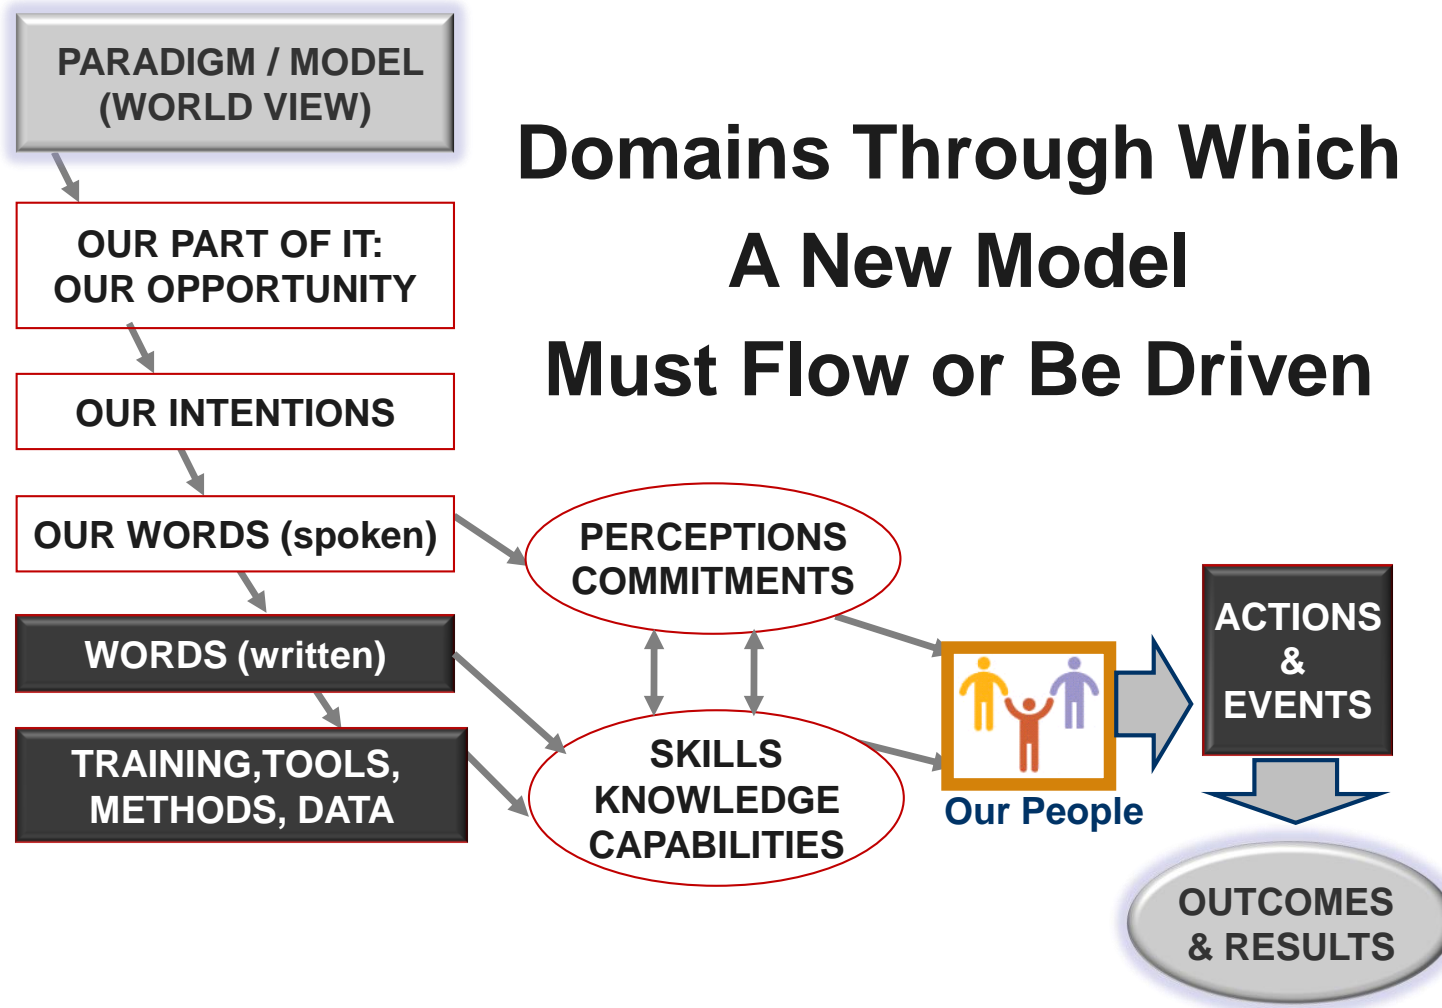 PARADIGM / MODEL
(WORLD VIEW)
Domains Through Which
A New Model
Must Flow or Be Driven
OUR PART OF IT:
OUR OPPORTUNITY
OUR INTENTIONS
OUR WORDS (spoken)
WORDS (written)
TRAINING,TOOLS,
METHODS, DATA
PERCEPTIONS
COMMITMENTS
SKILLS
KNOWLEDGE
CAPABILITIES
Our People
ACTIONS
&
EVENTS
OUTCOMES
& RESULTS